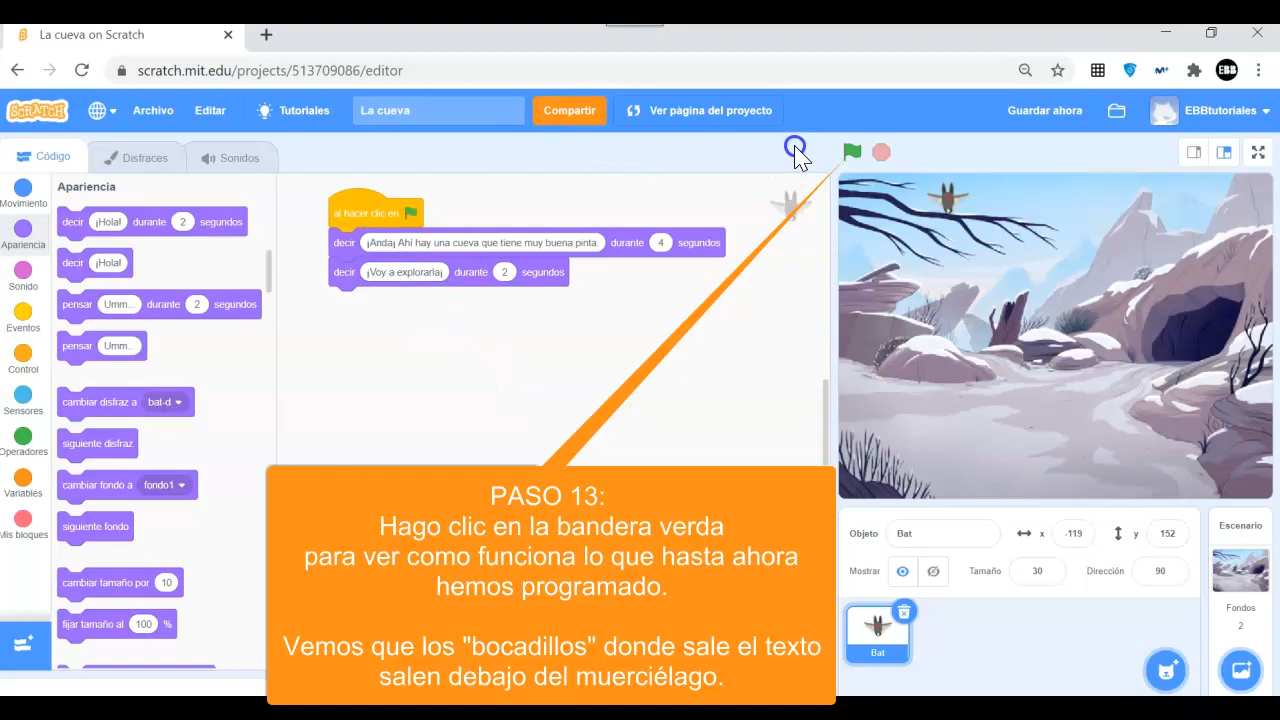 La cueva on Scratch
scratch.mit.edu/projects/513709086/editor
EBB
SCRATCH
Archivo
Editar
Tutoriales
La cueva
Compartir
Ver página del proyecto
Guardar ahora
EBBtutoriales
Código
Disfraces
Sonidos
Movimiento
Apariencia
Sonido
Eventos
Control
Sensores
Operadores
Variables
Mis bloques
Apariencia
decir ¡Hola! durante 2 segundos
decir ¡Hola!
pensar Umm... durante 2 segundos
pensar Umm...
cambiar disfraz a bat-d
siguiente disfraz
cambiar fondo a fondo1
siguiente fondo
cambiar tamaño por 10
fijar tamaño al 100 %
al hacer clic en
decir ¡Anda¡ Ahí hay una cueva que tiene muy buena pinta. durante 4 segundos
decir ¡Voy a explorarla¡ durante 2 segundos
PASO 13:
Hago clic en la bandera verda
para ver como funciona lo que hasta ahora
hemos programado.
Vemos que los "bocadillos" donde sale el texto
salen debajo del muerciélago.
Objeto Bat x -119 y 152
Mostrar Tamaño 30 Dirección 90
Bat
Escenario
Fondos
2